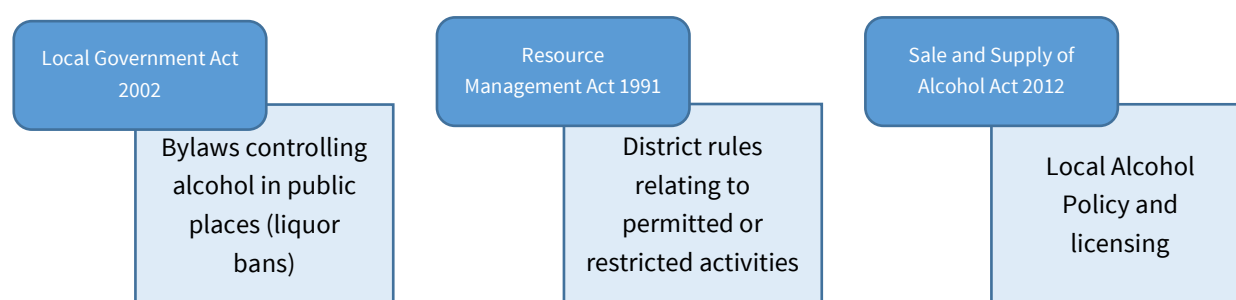 Local Government Act
2002
Bylaws controlling
alcohol in public
places (liquor
bans)
Resource
Management Act 1991
District rules
relating to
permitted or
restricted activities
Sale and Supply of
Alcohol Act 2012
Local Alcohol
Policy and
licensing